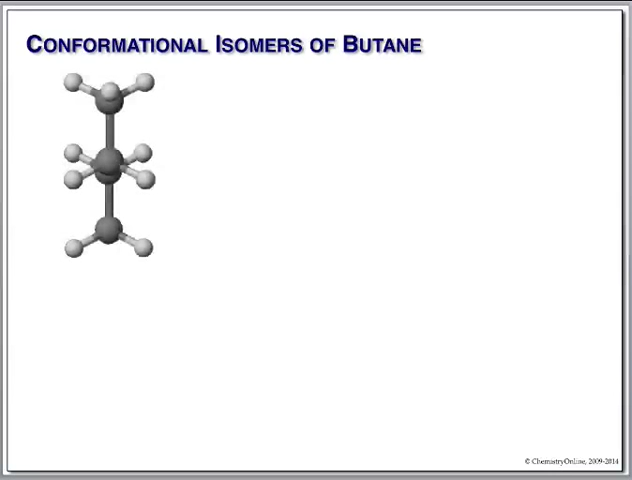 CONFORMATIONAL ISOMERS OF BUTANE
© ChemistryOnline, 2009-2014